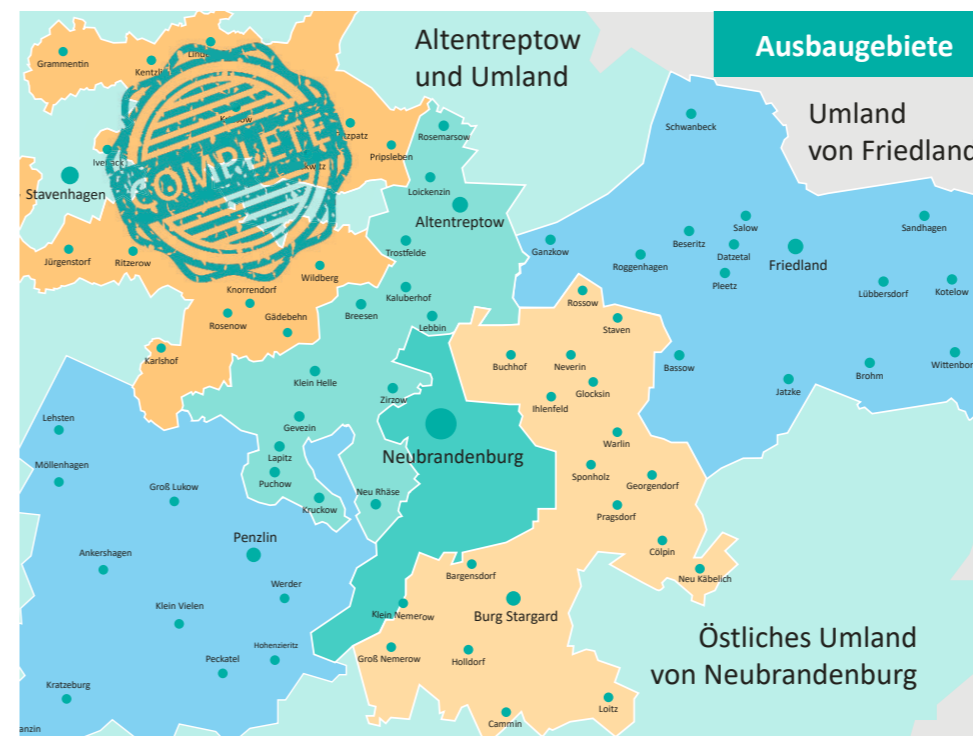 Ausbaugebiete
Altentreptow
und Umland
Umland
von Friedland
Grammentin
COMPLETE
Rosemarsow
Schwanbeck
Pripsleben
Stavenhagen
Loickenzin
Altentreptow
Salow
Sandhagen
Beseritz
Datzetal
Friedland
Ganzkow
Roggenhagen
Pleetz
Jürgenstorf
Ritzerow
Trostfelde
Wildberg
Knorrendorf
Kaluberhof
Rossow
Lübbersdorf
Kotelow
Rosenow
Gädebehn
Breesen
Lebbin
Staven
Karlshof
Buchhof
Neverin
Bassow
Brohm
Klein Helle
Zirzow
Glocksin
Jatzke
Ihlenfeld
Lehsten
Gevezin
Warlin
Möllenhagen
Lapitz
Neubrandenburg
Puchow
Sponholz
Georgendorf
Groß Lukow
Neu Rhäse
Kruckow
Pragsdorf
Penzlin
Ankershagen
Cölpin
Bargensdorf
Neu Käbelich
Werder
Klein Vielen
Klein Nemerow
Burg Stargard
Hohenzieritz
Groß Nemerow
Holldorf
Östliches Umland
von Neubrandenburg
Peckatel
Kratzeburg
Loitz
Cammin